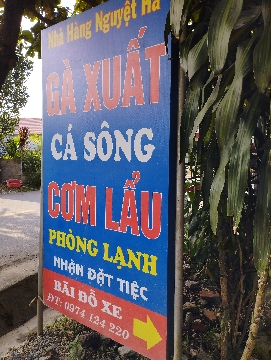 Nhà Hàng Nguyệt Hà
GÀ XUẤT
CÁ SÔNG
CƠM LẨU
PHÒNG LẠNH
NHẬN ĐẶT TIỆC
BÃI ĐỖ XE
ĐT: 0974 124 220